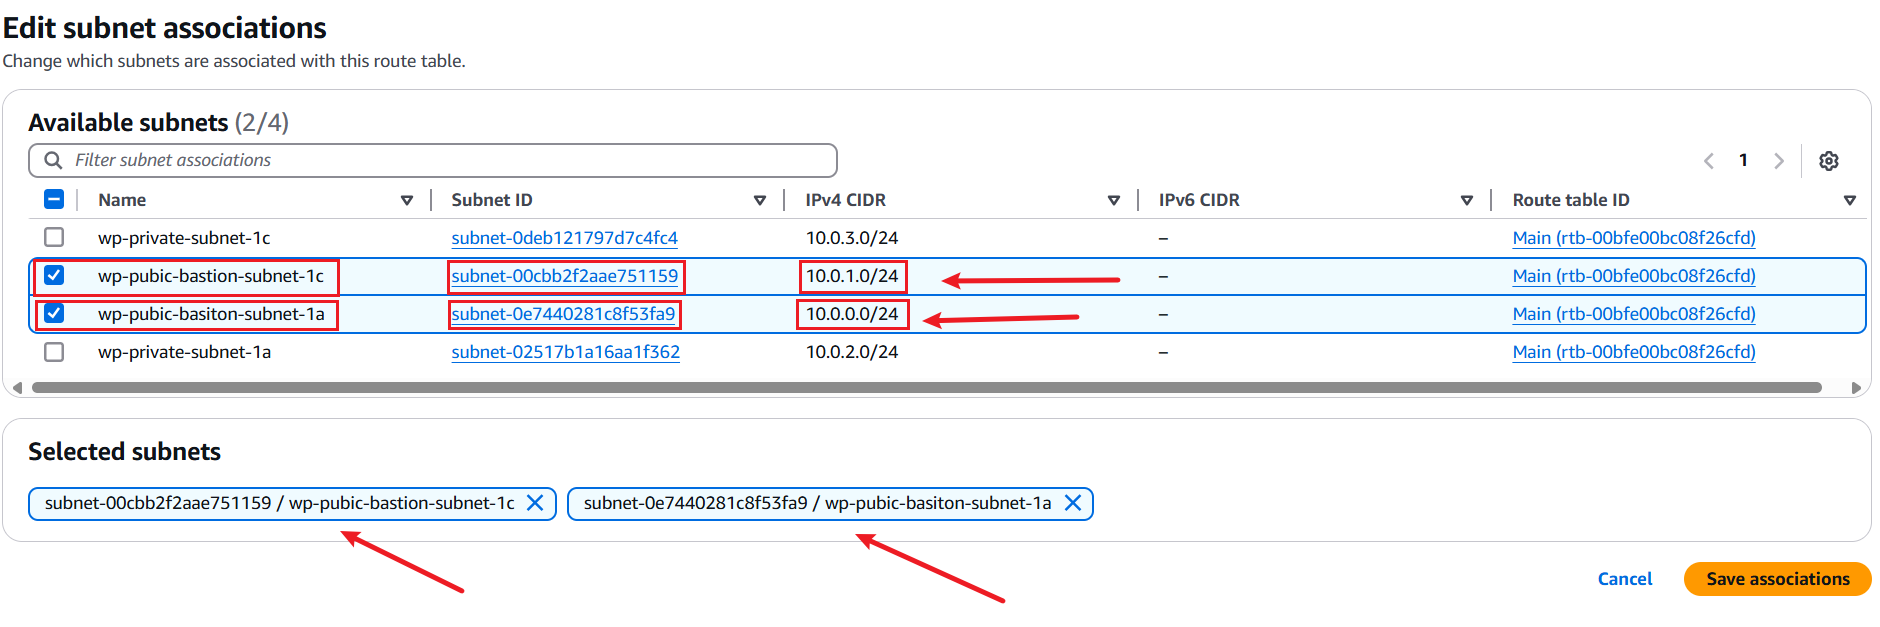 Edit subnet associations
Change which subnets are associated with this route table.
Available subnets (2/4)
Filter subnet associations
1
Name Subnet ID IPv4 CIDR IPv6 CIDR Route table ID
wp-private-subnet-1c subnet-0deb121797d7c4fc4 10.0.3.0/24 – Main (rtb-00bfe00bc08f26cfd)
wp-pubic-bastion-subnet-1c subnet-00cbb2f2aae751159 10.0.1.0/24 – Main (rtb-00bfe00bc08f26cfd)
wp-pubic-basiton-subnet-1a subnet-0e7440281c8f53fa9 10.0.0.0/24 – Main (rtb-00bfe00bc08f26cfd)
wp-private-subnet-1a subnet-02517b1a16aa1f362 10.0.2.0/24 – Main (rtb-00bfe00bc08f26cfd)
Selected subnets
subnet-00cbb2f2aae751159 / wp-pubic-bastion-subnet-1c subnet-0e7440281c8f53fa9 / wp-pubic-basiton-subnet-1a
Cancel Save associations